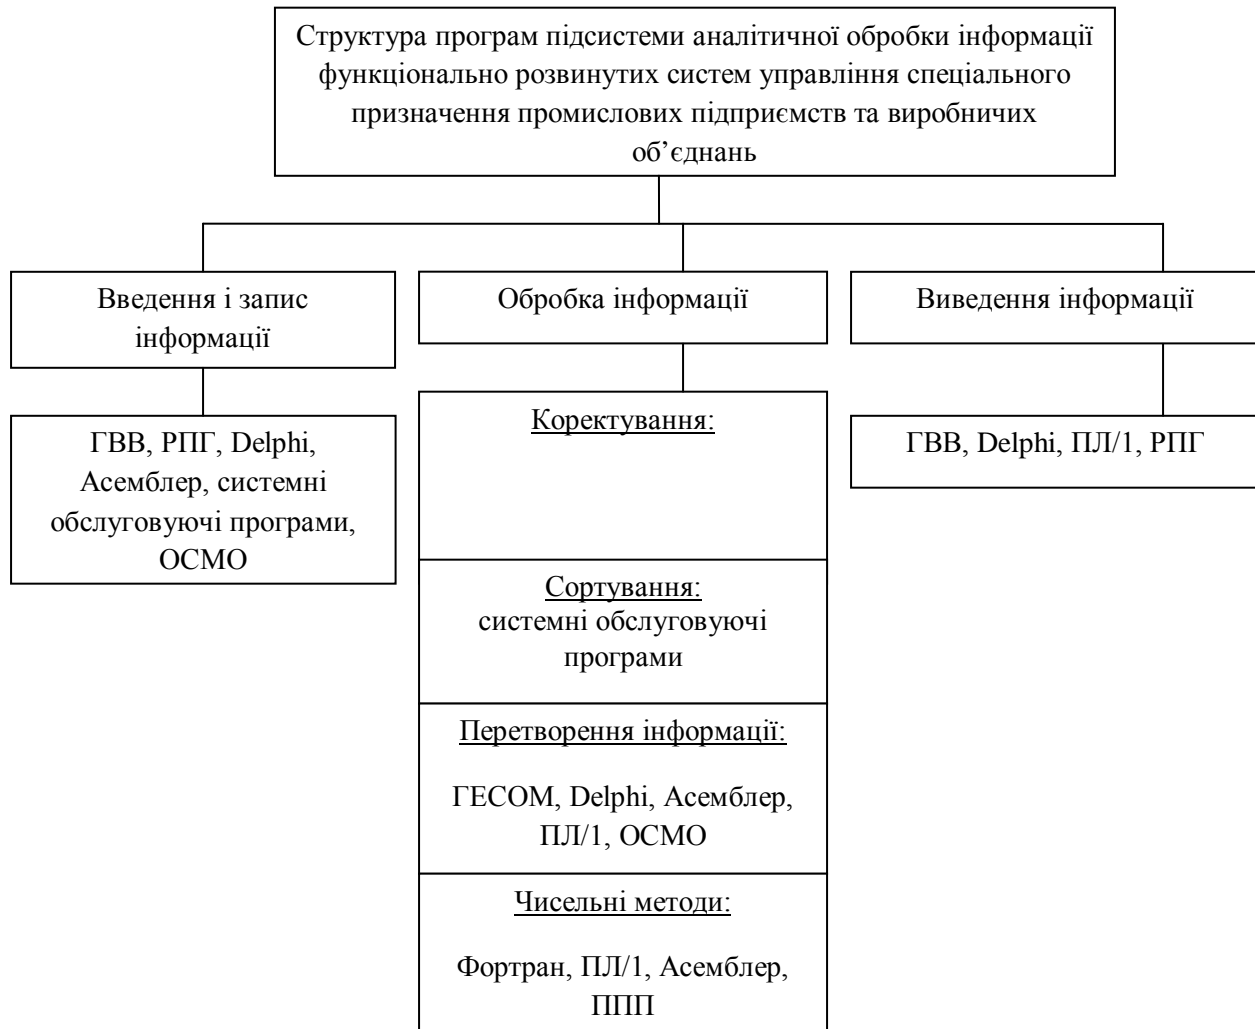 Структура програм підсистеми аналітичної обробки інформації
функціонально розвинутих систем управління спеціального
призначення промислових підприємств та виробничих
об’єднань
Введення і запис
інформації
Обробка інформації
Виведення інформації
ГВВ, РПГ, Delphi,
Асемблер, системні
обслуговуючі програми,
ОСМО
Коректування:
Сортування:
системні обслуговуючі
програми
Перетворення інформації:
ГЕСОМ, Delphi, Асемблер,
ПЛ/1, ОСМО
Чисельні методи:
Фортран, ПЛ/1, Асемблер,
ППП
ГВВ, Delphi, ПЛ/1, РПГ